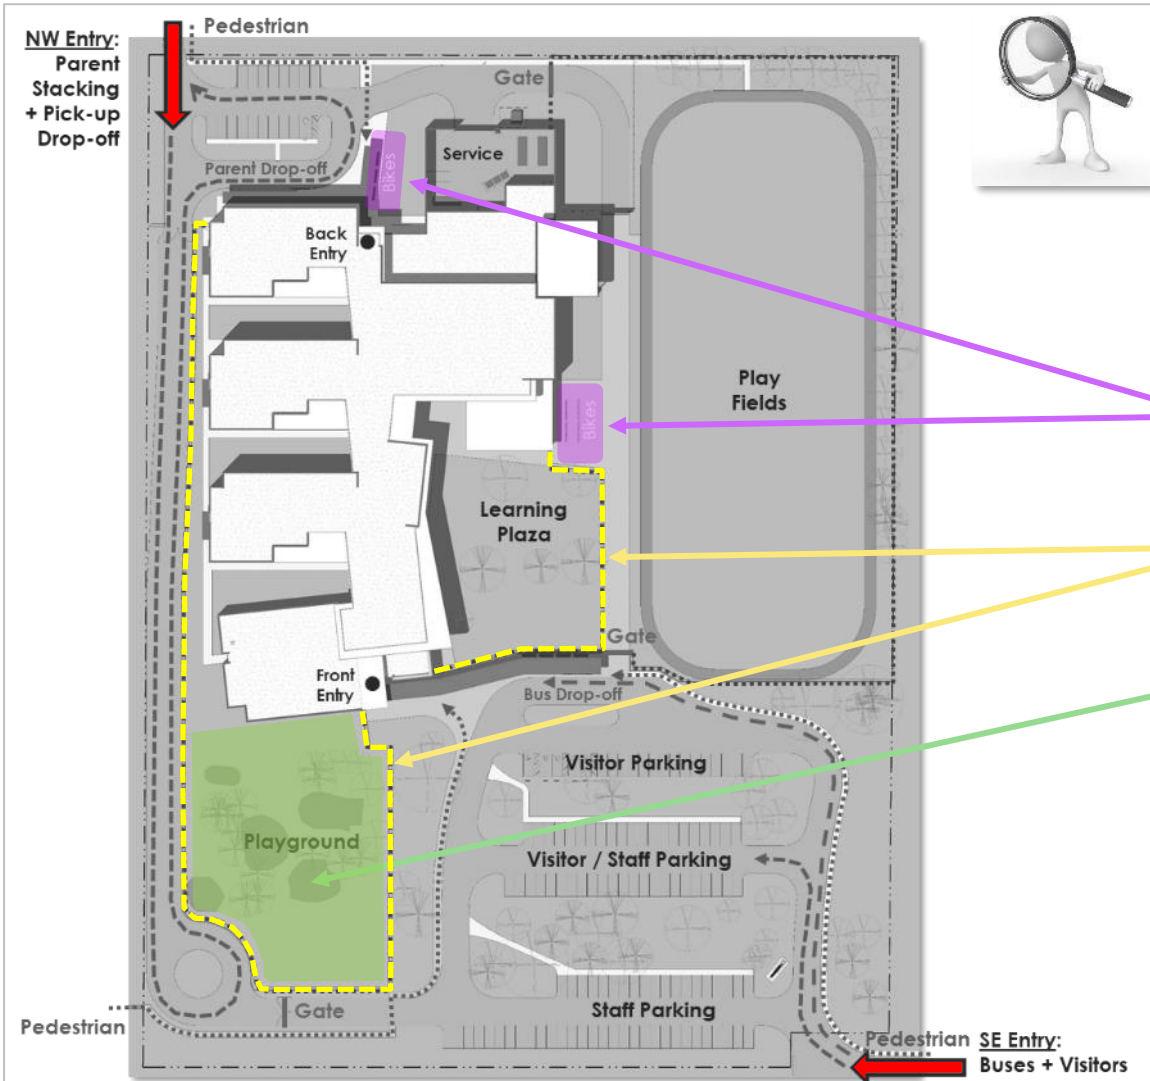 Pedestrian
NW Entry:
Parent
Stacking
+ Pick-up
Drop-off
Gate
Parent Drop-off
Service
Bikes
Back
Entry
Play
Fields
Bikes
Learning
Plaza
Gate
Front
Entry
Bus Drop-off
Visitor Parking
Playground
Visitor / Staff Parking
Gate
Staff Parking
Pedestrian
Pedestrian
SE Entry:
Buses + Visitors